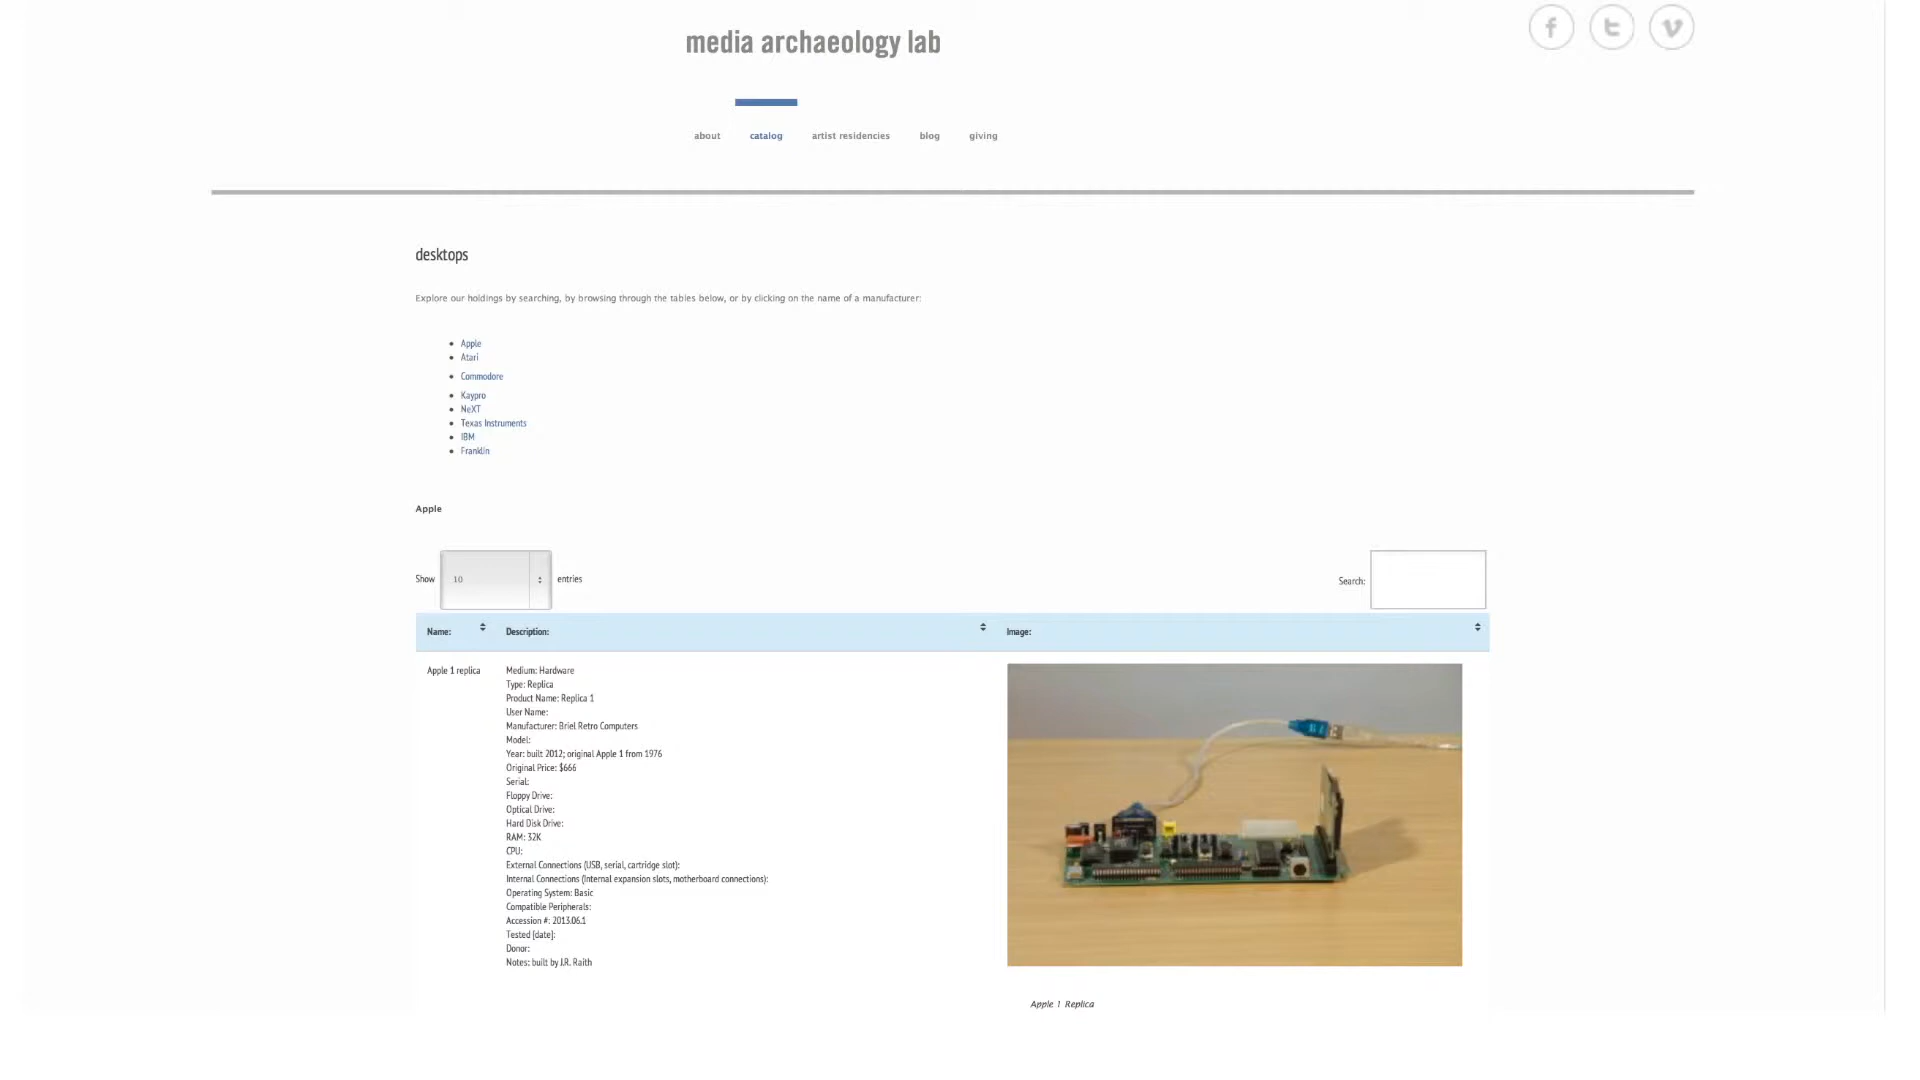 media archaeology lab
about catalog artist residencies blog giving
desktops
Explore our holdings by searching, by browsing through the tables below, or by clicking on the name of a manufacturer:
Apple
Atari
Commodore
Kaypro
NeXT
Texas Instruments
IBM
Franklin
Apple
Show 10 entries Search:
Name: Description: Image:
Apple 1 replica
Medium: Hardware
Type: Replica
Product Name: Replica 1
User Name:
Manufacturer: Briel Retro Computers
Model:
Year: built 2012; original Apple 1 from 1976
Original Price: $666
Serial:
Floppy Drive:
Optical Drive:
Hard Disk Drive:
RAM: 32K
CPU:
External Connections (USB, serial, cartridge slot):
Internal Connections (Internal expansion slots, motherboard connections):
Operating System: Basic
Compatible Peripherals:
Accession #: 2013.06.1
Tested [date]:
Donor:
Notes: built by J.R. Raith
Apple 1 Replica